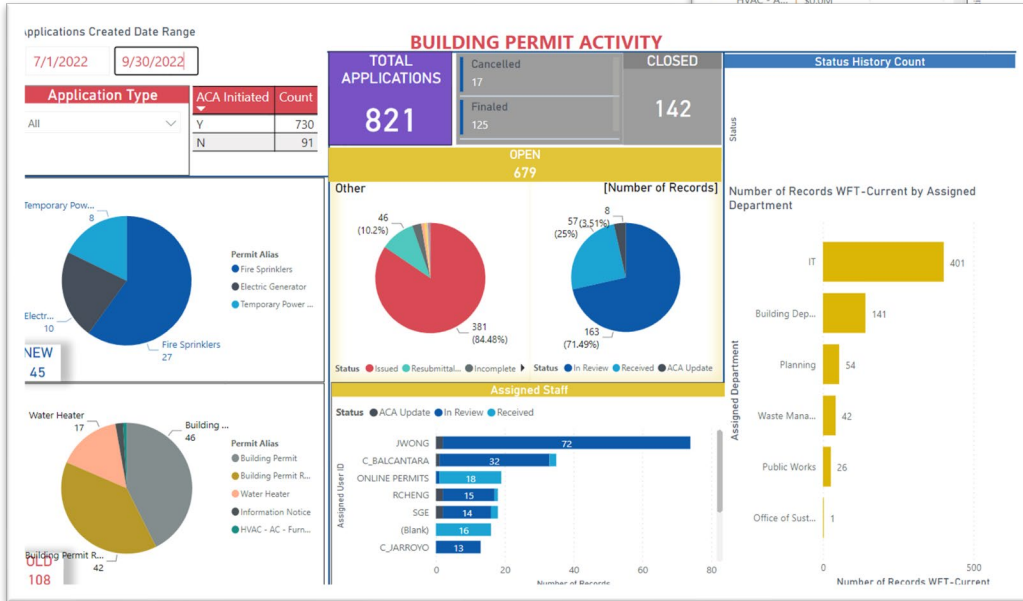 HVAC - A...
Applications Created Date Range
7/1/2022
9/30/2022
Application Type
All
ACA Initiated Count
Y 730
N 91
BUILDING PERMIT ACTIVITY
TOTAL
APPLICATIONS
821
Cancelled
17
Finaled
125
CLOSED
142
OPEN
679
Status History Count
Status
Temporary Pow...
8
Electr...
10
Fire Sprinklers
27
NEW
45
Permit Alias
Fire Sprinklers
Electric Generator
Temporary Power ...
Water Heater
17
Building ...
46
Building Permit R...
42
OLD
108
Permit Alias
Building Permit
Building Permit R...
Water Heater
Information Notice
HVAC - AC - Furn...
Other
46
(10.2%)
381
(84.48%)
Status Issued Resubmittal... Incomplete
[Number of Records]
8
(3.51%)
57
(25%)
163
(71.49%)
Status In Review Received ACA Update
Assigned Staff
Status ACA Update In Review Received
Assigned User ID
JWONG 72
C_BALCANTARA 32
ONLINE PERMITS 18
RCHENG 15
SGE 14
(Blank) 16
C_JARROYO 13
0 20 40 60 80
Number of Records
Number of Records WFT-Current by Assigned
Department
Assigned Department
IT 401
Building Dep... 141
Planning 54
Waste Mana... 42
Public Works 26
Office of Sust... 1
0 500
Number of Records WFT-Current